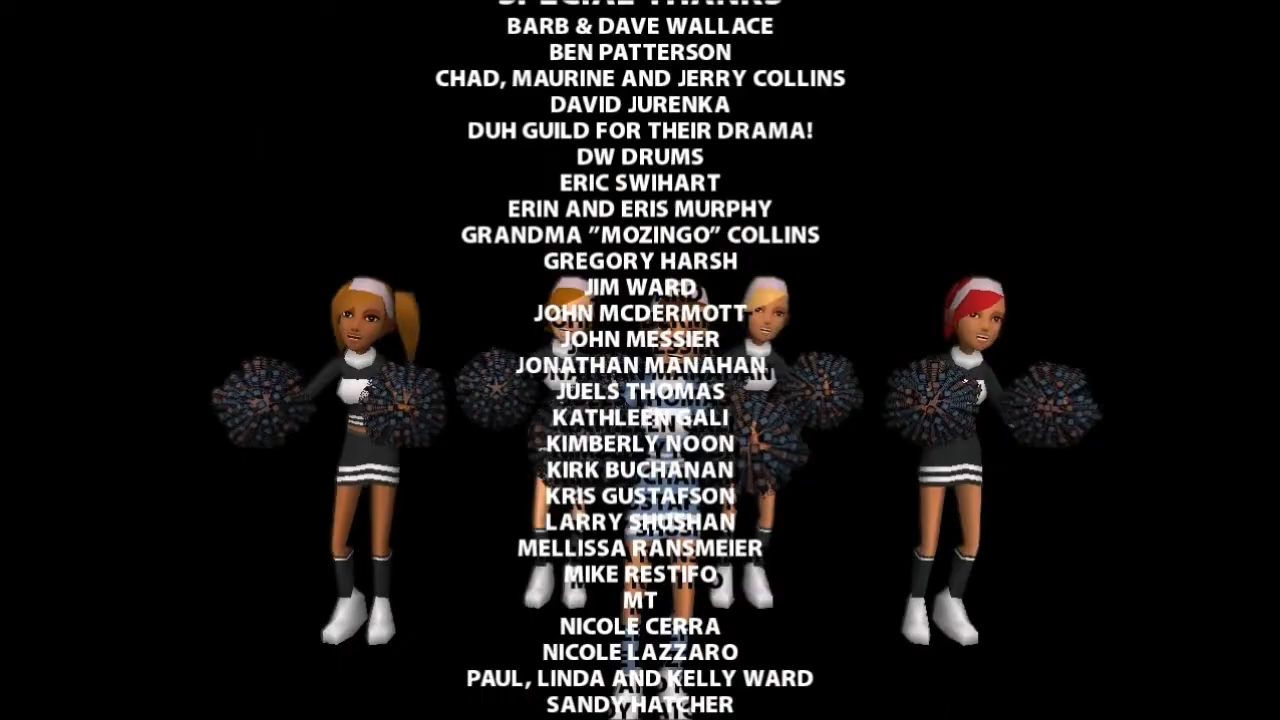 SPECIAL THANKS
BARB & DAVE WALLACE
BEN PATTERSON
CHAD, MAURINE AND JERRY COLLINS
DAVID JURENKA
DUH GUILD FOR THEIR DRAMA!
DW DRUMS
ERIC SWIHART
ERIN AND ERIS MURPHY
GRANDMA ”MOZINGO” COLLINS
GREGORY HARSH
JIM WARD
JOHN MCDERMOTT
JOHN MESSIER
JONATHAN MANAHAN
JUELS THOMAS
KATHLEEN GALI
KIMBERLY NOON
KIRK BUCHANAN
KRIS GUSTAFSON
LARRY SHUSHAN
MELLISSA RANSMEIER
MIKE RESTIFO
MT
NICOLE CERRA
NICOLE LAZZARO
PAUL, LINDA AND KELLY WARD
SANDY HATCHER